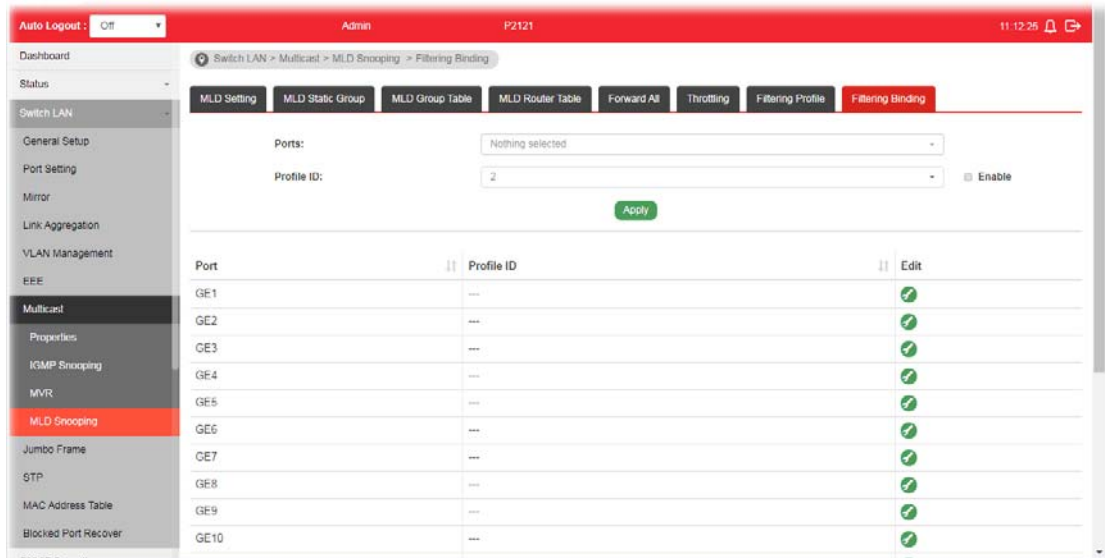 Auto Logout : Off Admin P2121 11:12:25
Dashboard
Status
Switch LAN
General Setup
Port Setting
Mirror
Link Aggregation
VLAN Management
EEE
Multicast
Properties
IGMP Snooping
MVR
MLD Snooping
Jumbo Frame
STP
MAC Address Table
Blocked Port Recover
Switch LAN > Multicast > MLD Snooping > Filtering Binding
MLD Setting MLD Static Group MLD Group Table MLD Router Table Forward All Throttling Filtering Profile Filtering Binding
Ports: Nothing selected
Profile ID: 2 Enable
Apply
Port Profile ID Edit
GE1 ---
GE2 ---
GE3 ---
GE4 ---
GE5 ---
GE6 ---
GE7 ---
GE8 ---
GE9 ---
GE10 ---